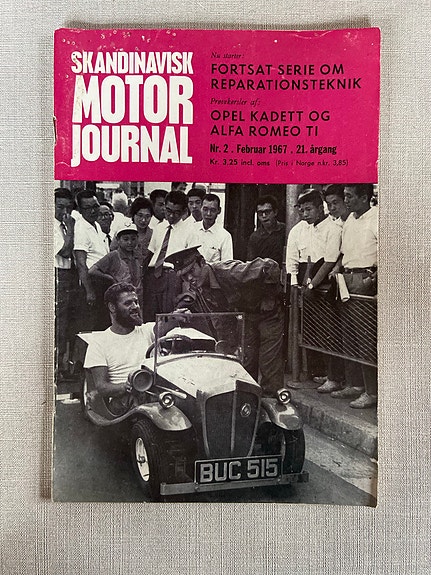 SKANDINAVISK
MOTOR
JOURNAL
Nu starter:
FORTSAT SERIE OM
REPARATIONSTEKNIK
Prøvekørsler af:
OPEL KADETT OG
ALFA ROMEO TI
Nr. 2 . Februar 1967 . 21. årgang
Kr. 3,25 incl. oms (Pris i Norge n.kr. 3,85)
BUC 515